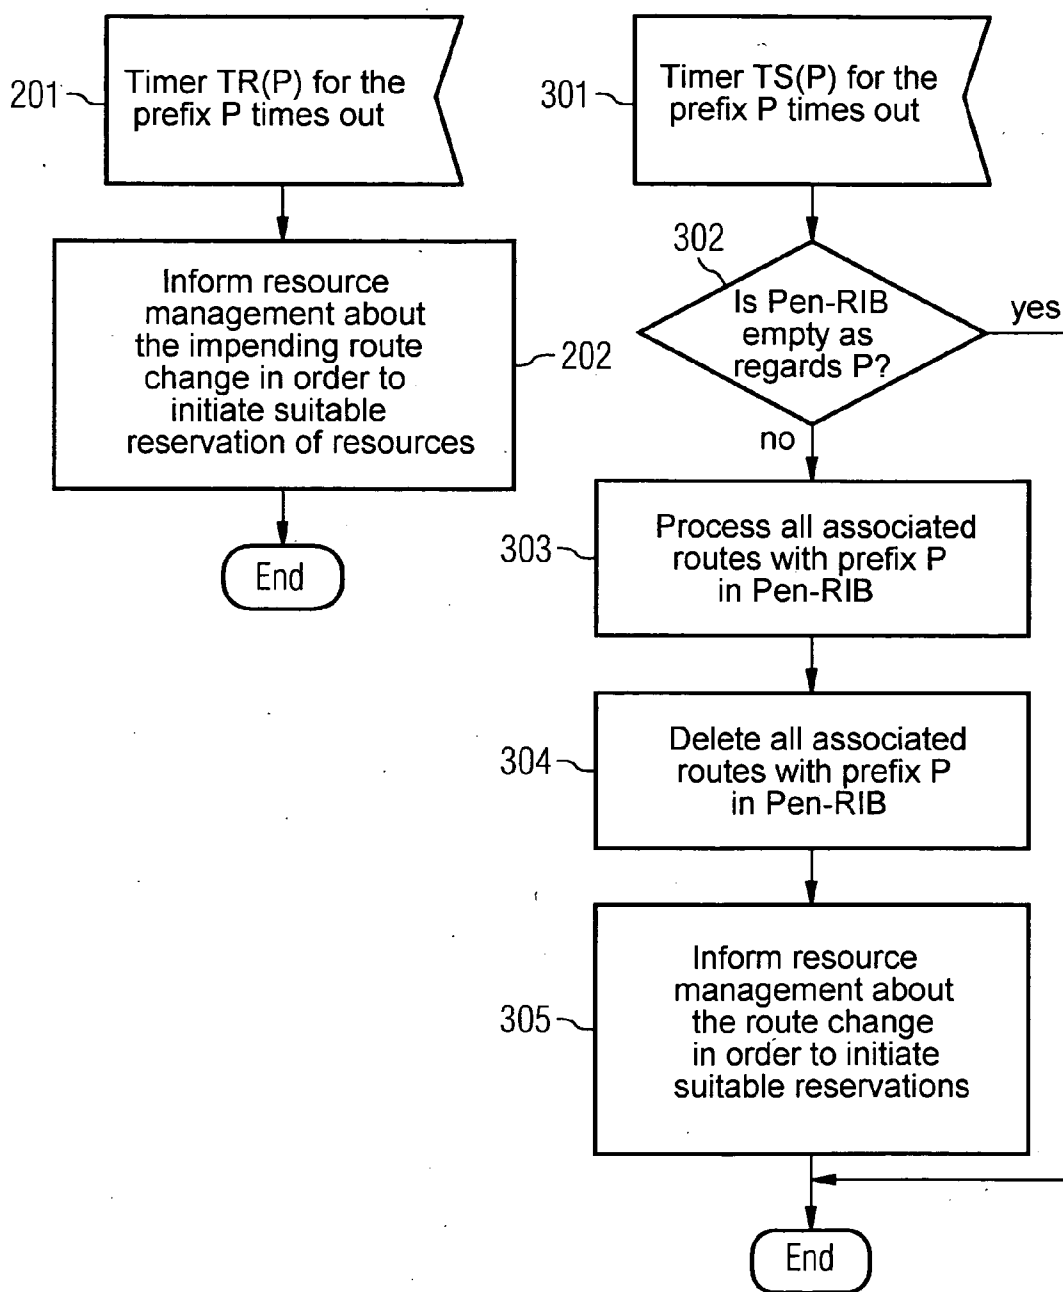 201
Timer TR(P) for the
prefix P times out
Inform resource
management about
the impending route
change in order to
initiate suitable
reservation of resources
202
End
301
Timer TS(P) for the
prefix P times out
302
Is Pen-RIB
empty as
regards P?
yes
no
303
Process all associated
routes with prefix P
in Pen-RIB
304
Delete all associated
routes with prefix P
in Pen-RIB
305
Inform resource
management about
the route change
in order to initiate
suitable reservations
End